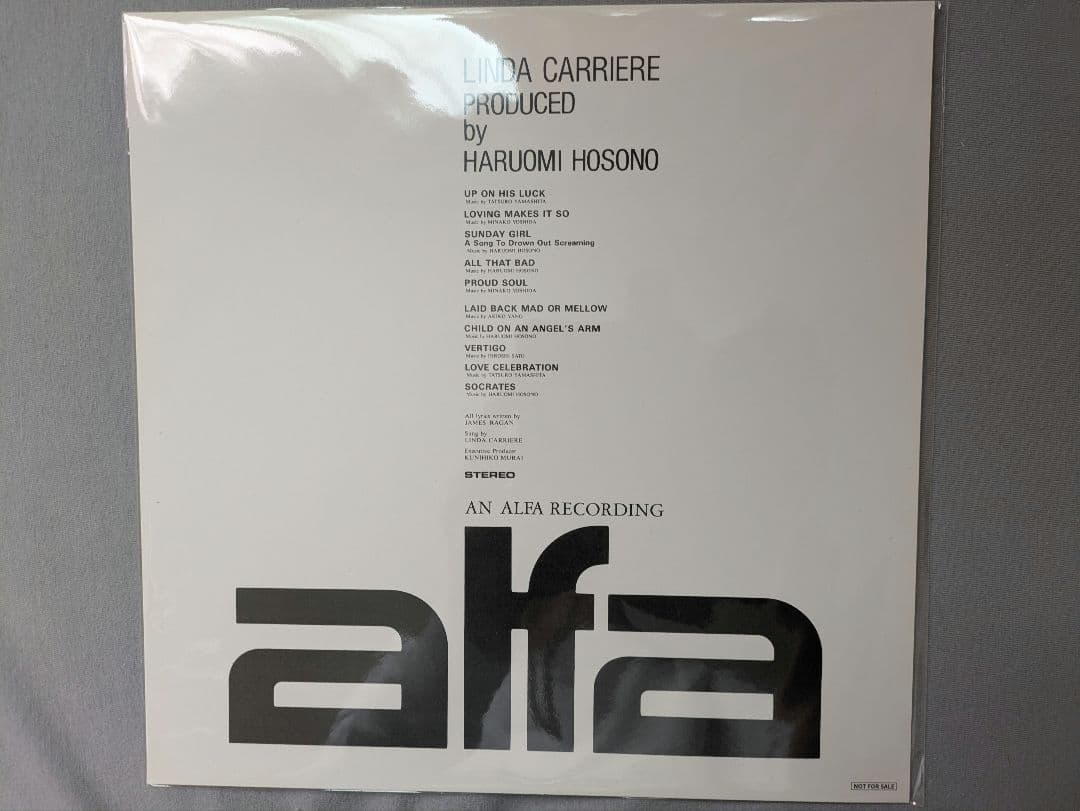 LINDA CARRIERE
PRODUCED
by
HARUOMI HOSONO
UP ON HIS LUCK
Music by TATSURO YAMASHITA
LOVING MAKES IT SO
Music by MINAKO YOSHIDA
SUNDAY GIRL
A Song To Drown Out Screaming
Music by HARUOMI HOSONO
ALL THAT BAD
Music by HARUOMI HOSONO
PROUD SOUL
Music by MINAKO YOSHIDA
LAID BACK MAD OR MELLOW
Music by AKIKO YANO
CHILD ON AN ANGEL'S ARM
Music by HARUOMI HOSONO
VERTIGO
Music by HIROSHI SATO
LOVE CELEBRATION
Music by TATSURO YAMASHITA
SOCRATES
Music by HARUOMI HOSONO
All lyrics written by
JAMES RAGAN
Sung by
LINDA CARRIERE
Executive Producer
KUNIHIKO MURAI
STEREO
AN ALFA RECORDING
alfa
NOT FOR SALE